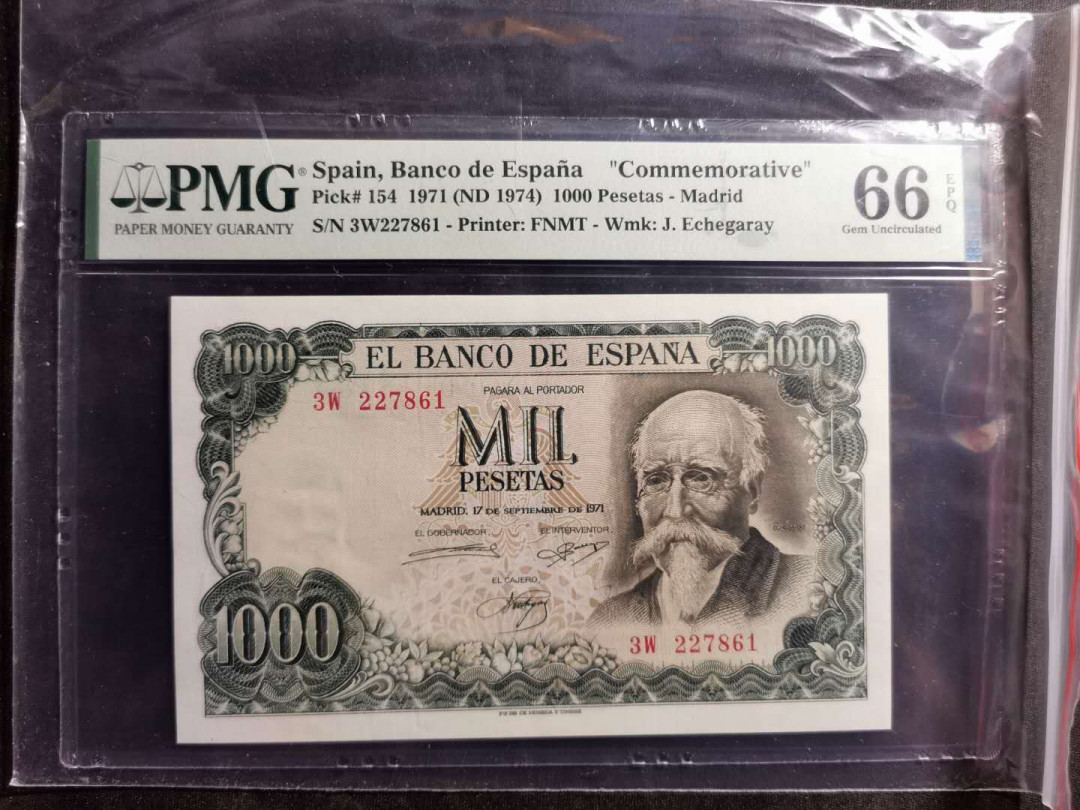 PMG®
PAPER MONEY GUARANTY
Spain, Banco de España "Commemorative"
Pick# 154 1971 (ND 1974) 1000 Pesetas - Madrid
S/N 3W227861 - Printer: FNMT - Wmk: J. Echegaray
66 EPQ
Gem Uncirculated
1000 EL BANCO DE ESPAÑA 1000
PAGARA AL PORTADOR
3W 227861
MIL
PESETAS
MADRID, 17 DE SEPTIEMBRE DE 1971
EL GOBERNADOR, EL INTERVENTOR,
EL CAJERO,
1000
3W 227861